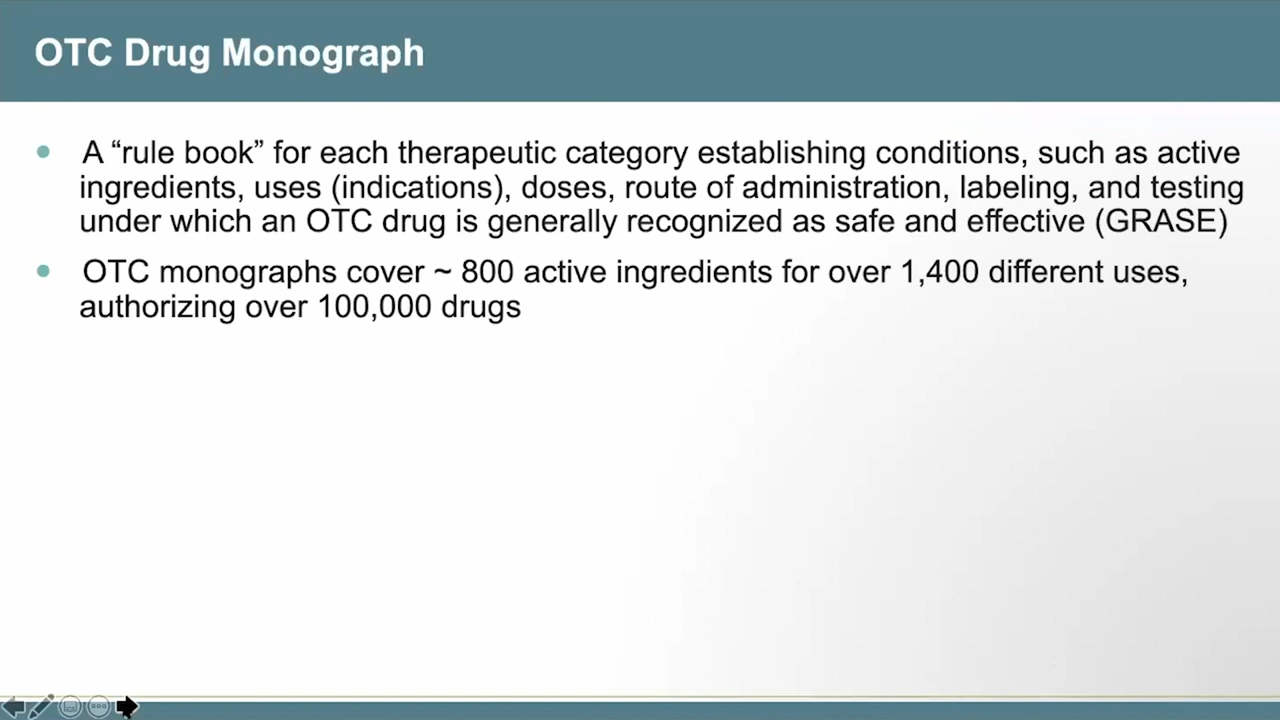 OTC Drug Monograph
• A “rule book” for each therapeutic category establishing conditions, such as active
ingredients, uses (indications), doses, route of administration, labeling, and testing
under which an OTC drug is generally recognized as safe and effective (GRASE)
• OTC monographs cover ~ 800 active ingredients for over 1,400 different uses,
authorizing over 100,000 drugs